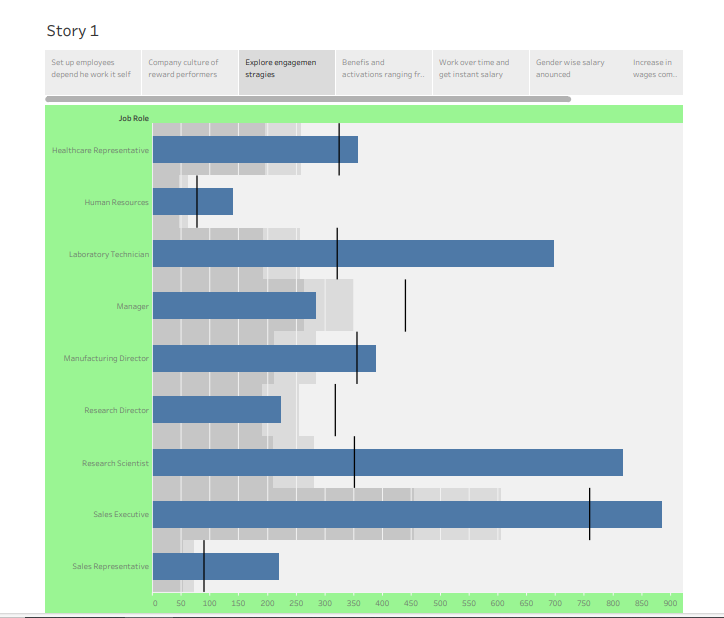 Story 1
Set up employees
depend he work it self
Company culture of
reward performers
Explore engagemen
stragies
Benefis and
activations ranging fr..
Work over time and
get instant salary
Gender wise salary
anounced
Increase in
wages com..
Job Role
Healthcare Representative
Human Resources
Laboratory Technician
Manager
Manufacturing Director
Research Director
Research Scientist
Sales Executive
Sales Representative
0 50 100 150 200 250 300 350 400 450 500 550 600 650 700 750 800 850 900